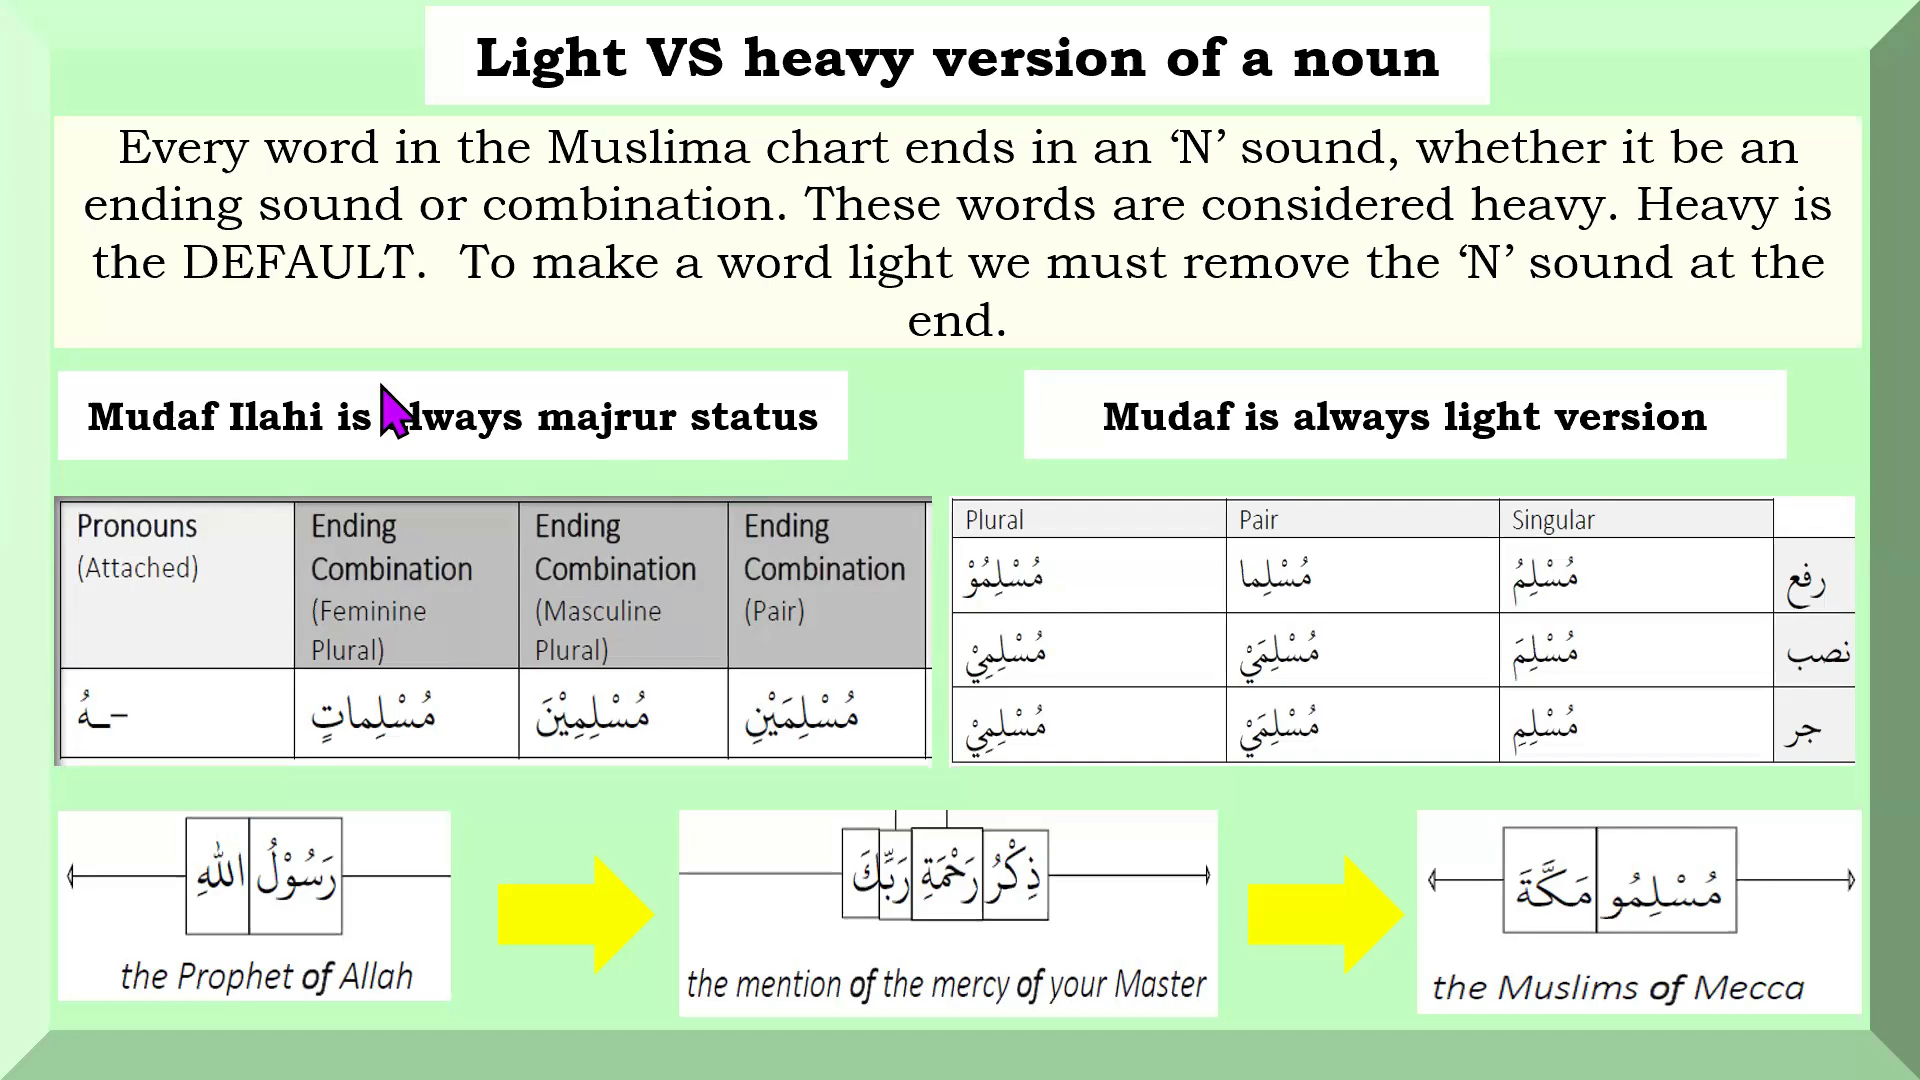 Light VS heavy version of a noun
Every word in the Muslima chart ends in an ‘N’ sound, whether it be an
ending sound or combination. These words are considered heavy. Heavy is
the DEFAULT. To make a word light we must remove the ‘N’ sound at the
end.
Mudaf Ilahi is always majrur status
Mudaf is always light version
Pronouns
(Attached)
Ending
Combination
(Feminine
Plural)
Ending
Combination
(Masculine
Plural)
Ending
Combination
(Pair)
ـهُ – مُسْلِماتٍ مُسْلِمِيْنَ مُسْلِمَيْنِ
Plural Pair Singular
مُسْلِمُوْ مُسْلِما مُسْلِمُ رفع
مُسْلِمِيْ مُسْلِمَيْ مُسْلِمَ نصب
مُسْلِمِيْ مُسْلِمَيْ مُسْلِمِ جر
رَسُوْلُ اللهِ
the Prophet of Allah
ذِكْرُ رَحْمَةِ رَبِّكَ
the mention of the mercy of your Master
مُسْلِمُو مَكَّةَ
the Muslims of Mecca